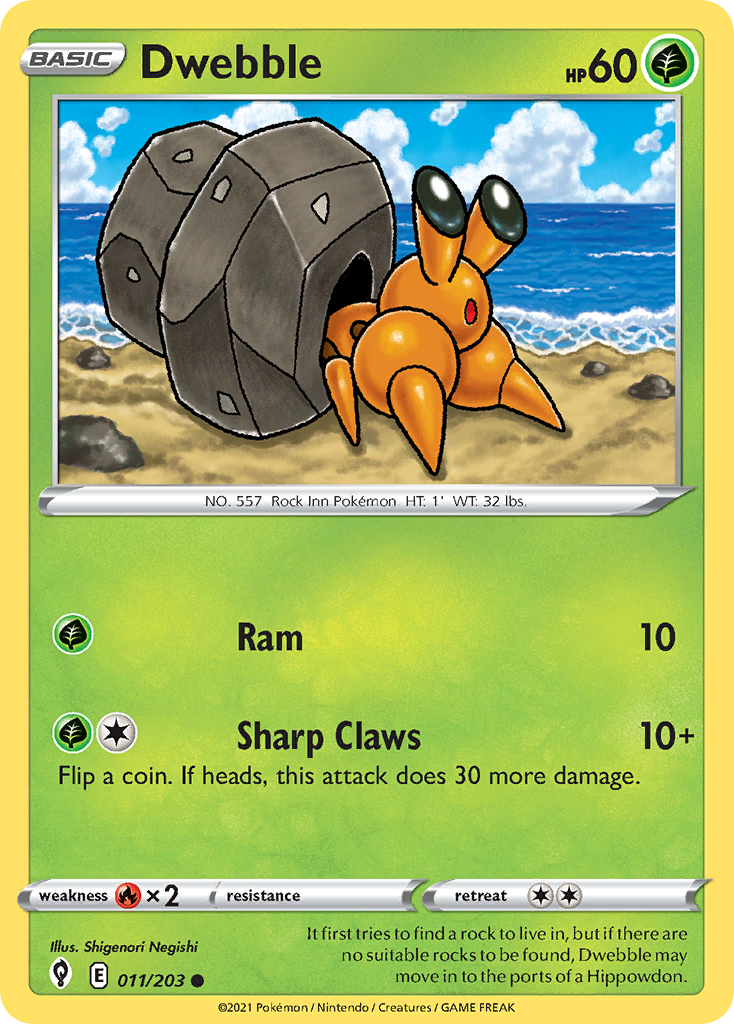 BASIC Dwebble HP 60
NO. 557 Rock Inn Pokémon HT: 1' WT: 32 lbs.
Ram 10
Sharp Claws 10+
Flip a coin. If heads, this attack does 30 more damage.
weakness ×2 resistance retreat
Illus. Shigenori Negishi
E 011/203
It first tries to find a rock to live in, but if there are
no suitable rocks to be found, Dwebble may
move in to the ports of a Hippowdon.
©2021 Pokémon / Nintendo / Creatures / GAME FREAK